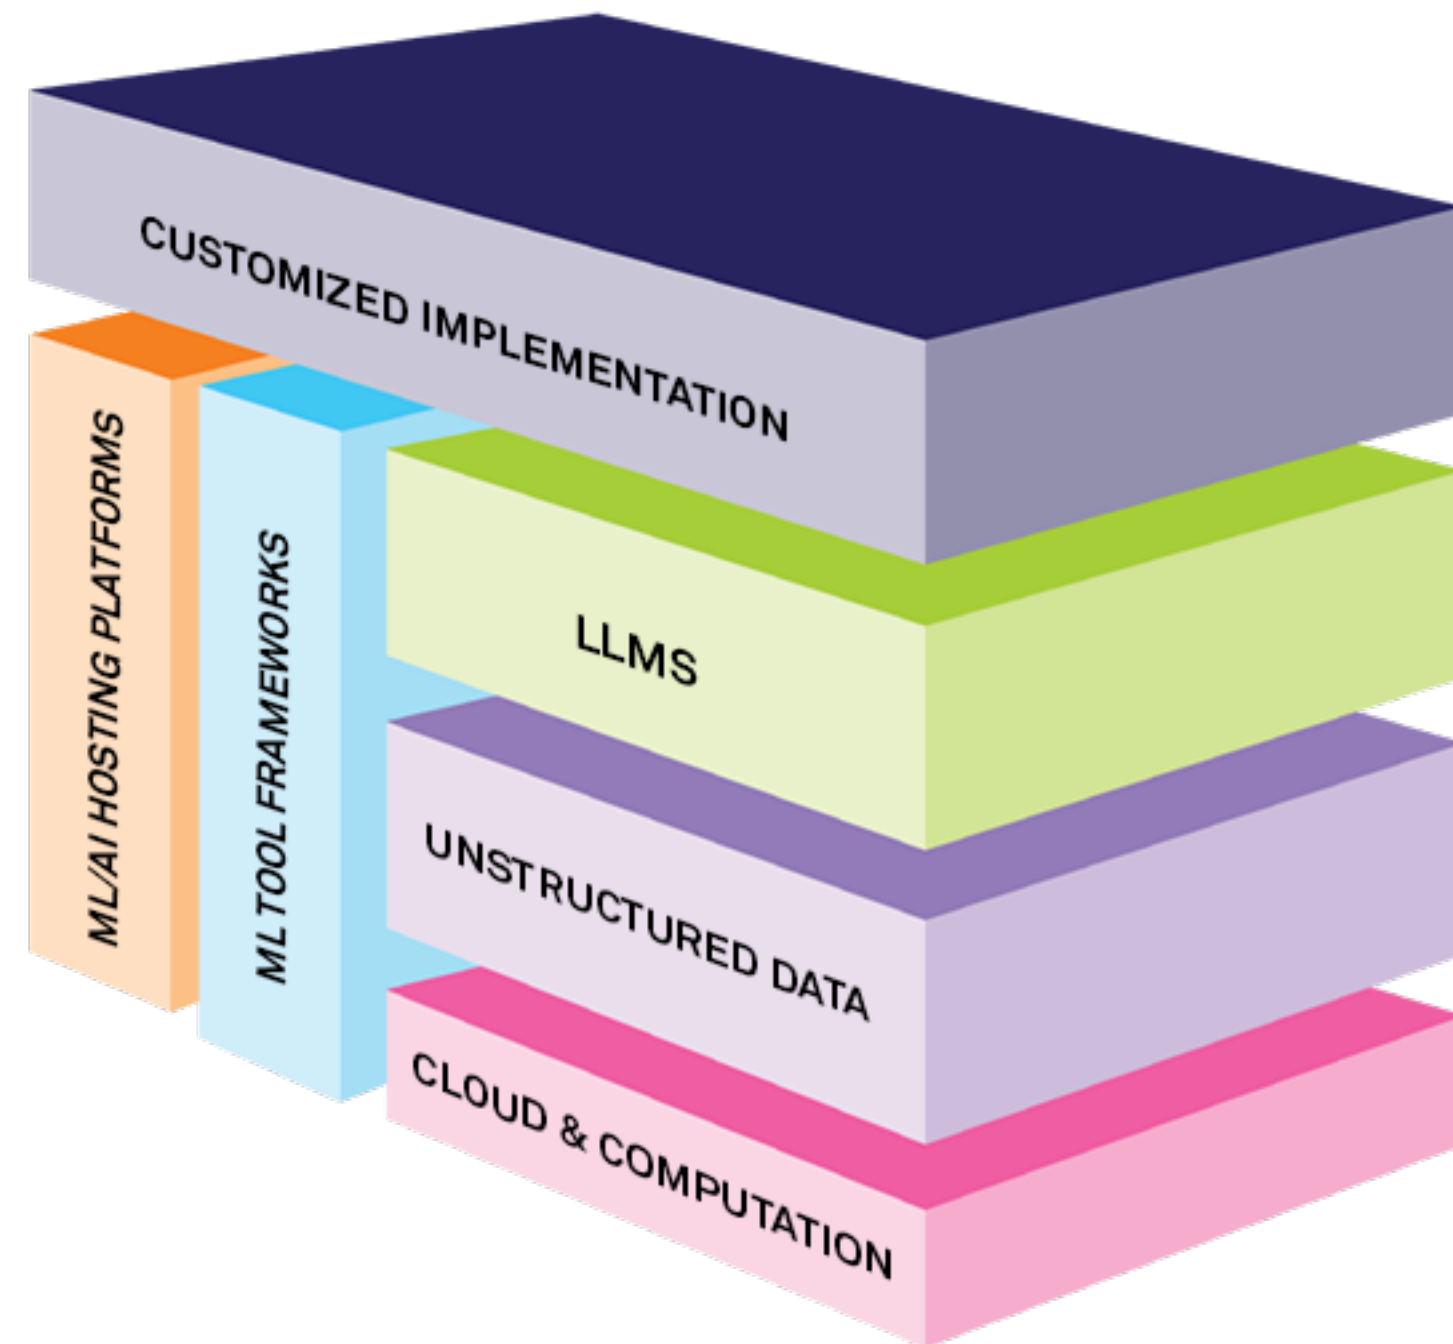 CUSTOMIZED IMPLEMENTATION
ML/AI HOSTING PLATFORMS
ML TOOL FRAMEWORKS
LLMS
UNSTRUCTURED DATA
CLOUD & COMPUTATION